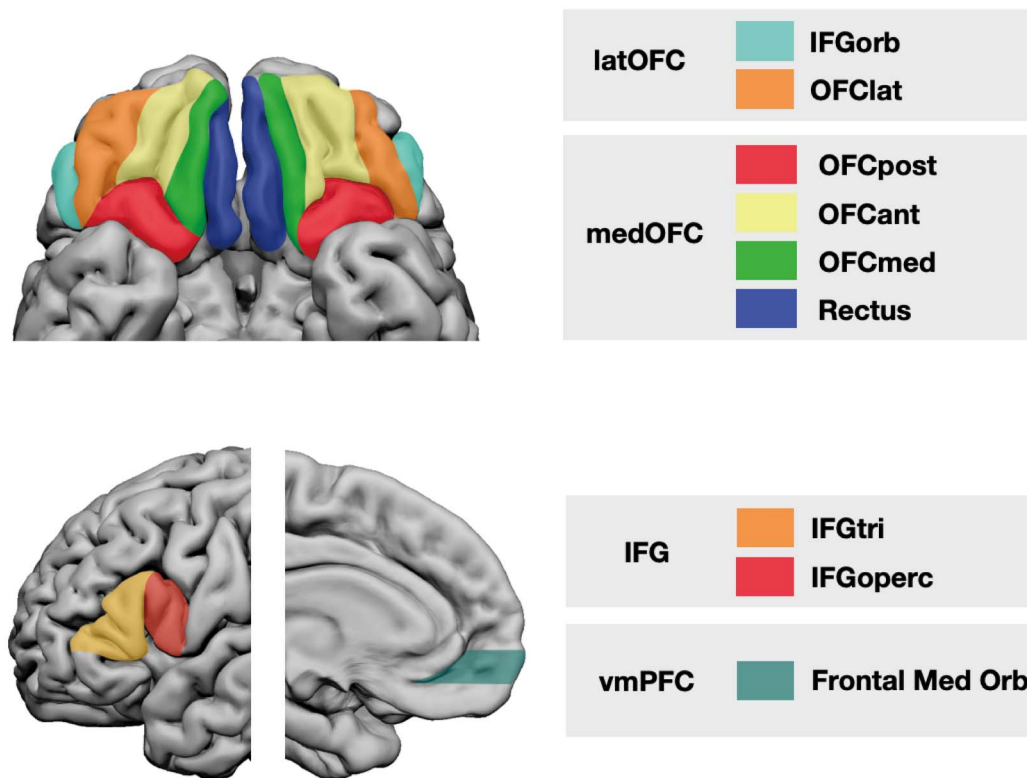 latOFC
IFGorb
OFClat
medOFC
OFCpost
OFCant
OFCmed
Rectus
IFG
IFGtri
IFGoperc
vmPFC
Frontal Med Orb